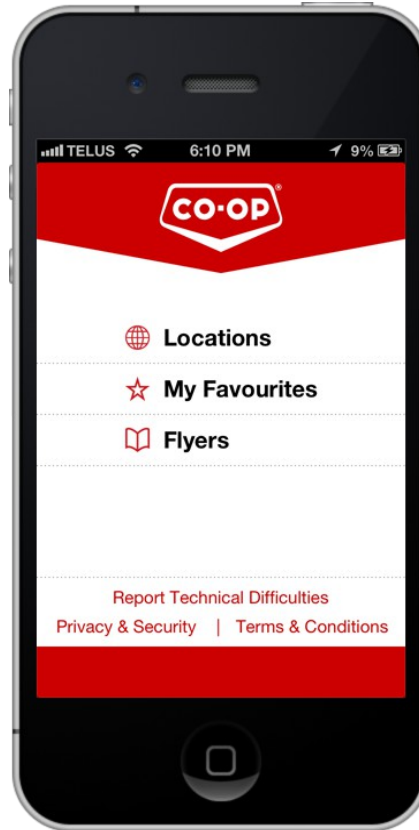 TELUS 6:10 PM 9%
CO-OP®
Locations
My Favourites
Flyers
Report Technical Difficulties
Privacy & Security | Terms & Conditions